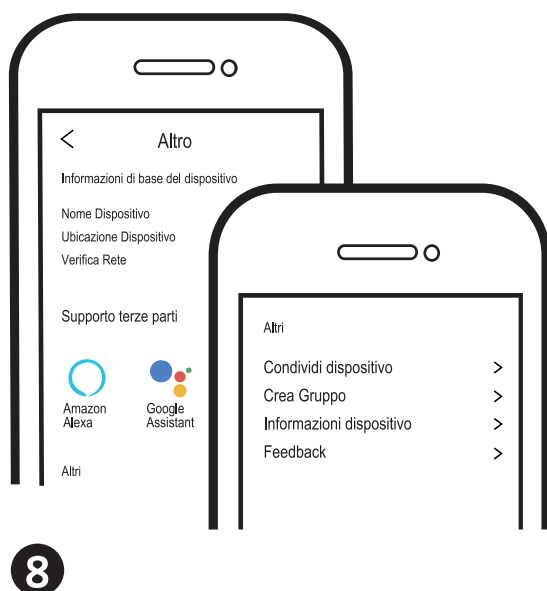 Altro
Informazioni di base del dispositivo
Nome Dispositivo
Ubicazione Dispositivo
Verifica Rete
Supporto terze parti
Amazon
Alexa
Google
Assistant
Altri
Altri
Condividi dispositivo
Crea Gruppo
Informazioni dispositivo
Feedback
8